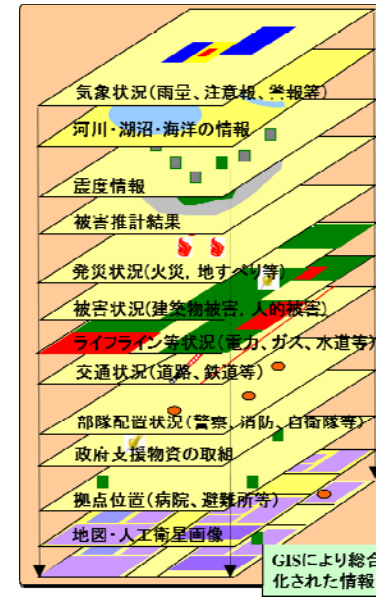 気象状況(雨量、注意報、警報等)
河川・湖沼・海洋の情報
震度情報
被害推計結果
発災状況(火災, 地すべり等)
被害状況(建築物被害, 人的被害)
ライフライン等状況(電力、ガス、水道等)
交通状況(道路、鉄道等)
部隊配置状況(警察、消防、自衛隊等)
政府支援物資の取組
拠点位置(病院、避難所等)
地図・人工衛星画像
GISにより総合
化された情報